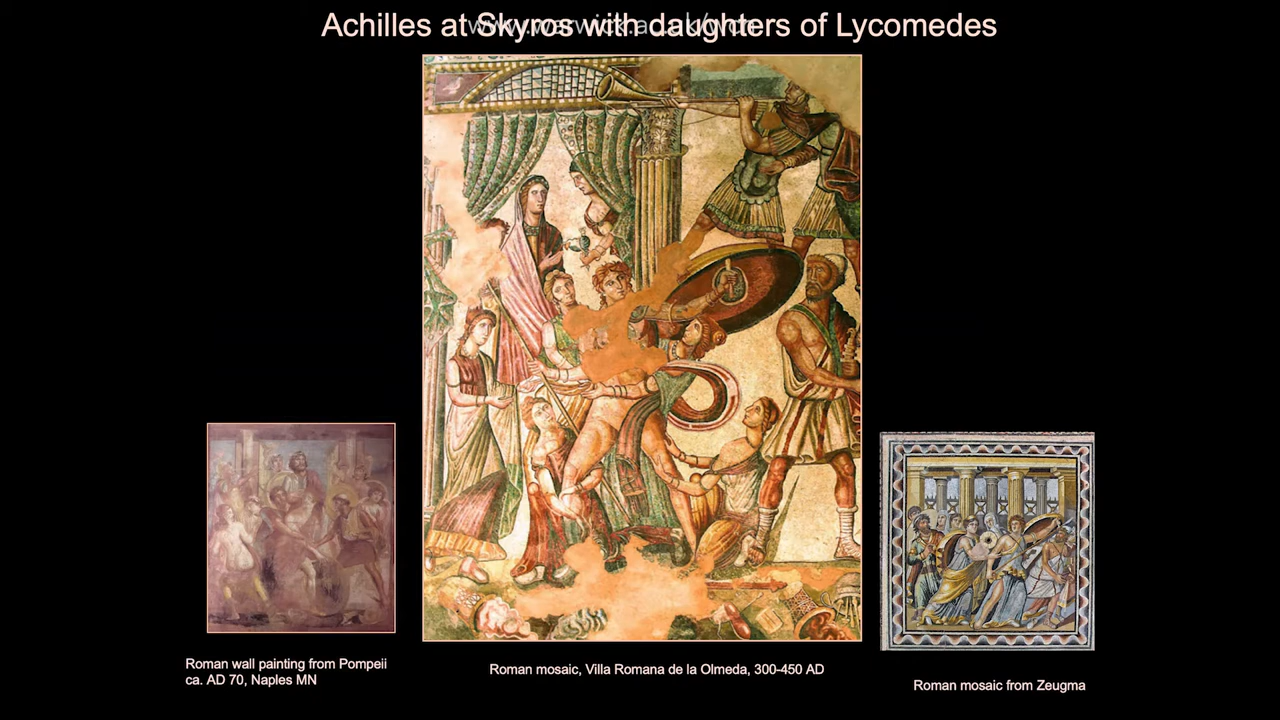 Achilles at Skyros with daughters of Lycomedes
Roman wall painting from Pompeii
ca. AD 70, Naples MN
Roman mosaic, Villa Romana de la Olmeda, 300-450 AD
Roman mosaic from Zeugma